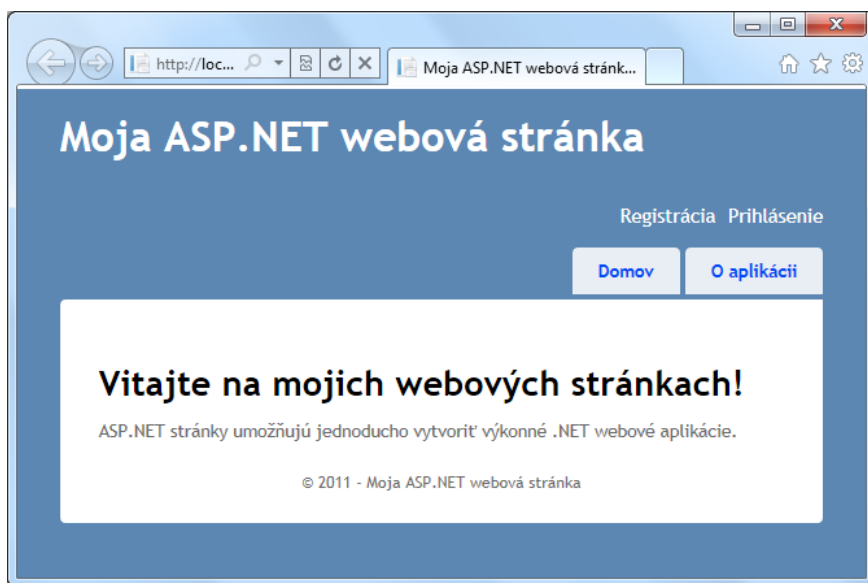 http://loc...
Moja ASP.NET webová stránk...
Moja ASP.NET webová stránka
Registrácia Prihlásenie
Domov O aplikácii
Vitajte na mojich webových stránkach!
ASP.NET stránky umožňujú jednoducho vytvoriť výkonné .NET webové aplikácie.
© 2011 - Moja ASP.NET webová stránka